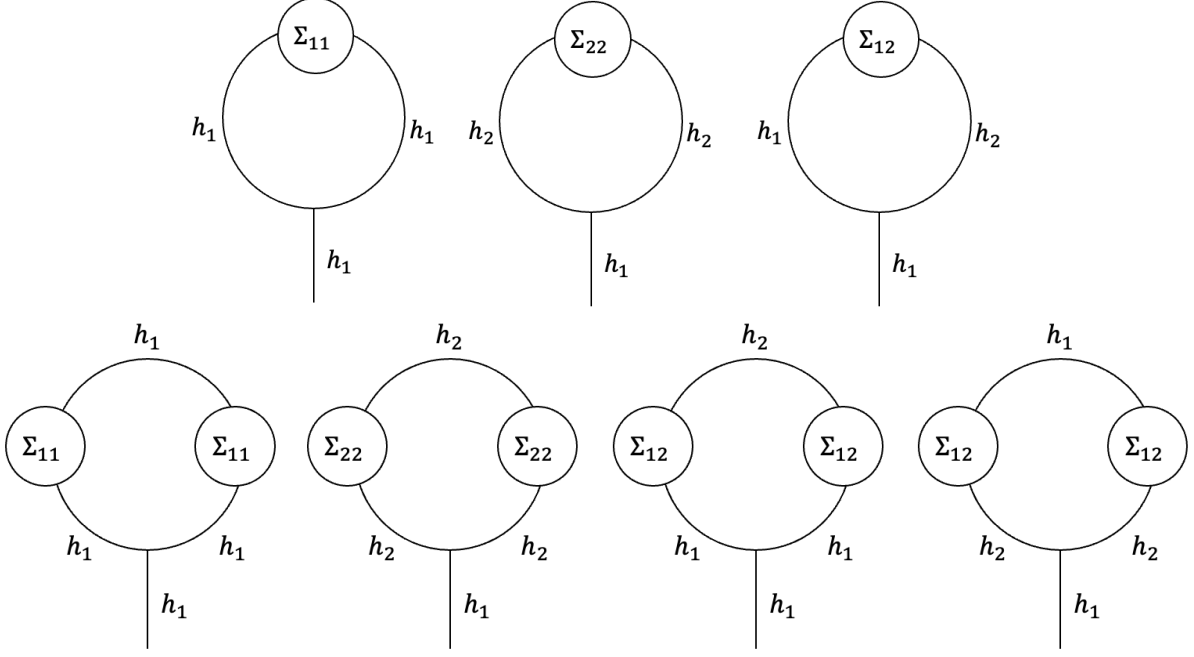 Σ₁₁ Σ₂₂ Σ₁₂
h₁ h₁ h₂ h₂ h₁ h₂
h₁ h₁ h₁
h₁ h₂ h₂ h₁
Σ₁₁ Σ₁₁ Σ₂₂ Σ₂₂ Σ₁₂ Σ₁₂ Σ₁₂ Σ₁₂
h₁ h₁ h₂ h₂ h₁ h₁ h₂ h₂
h₁ h₁ h₁ h₁